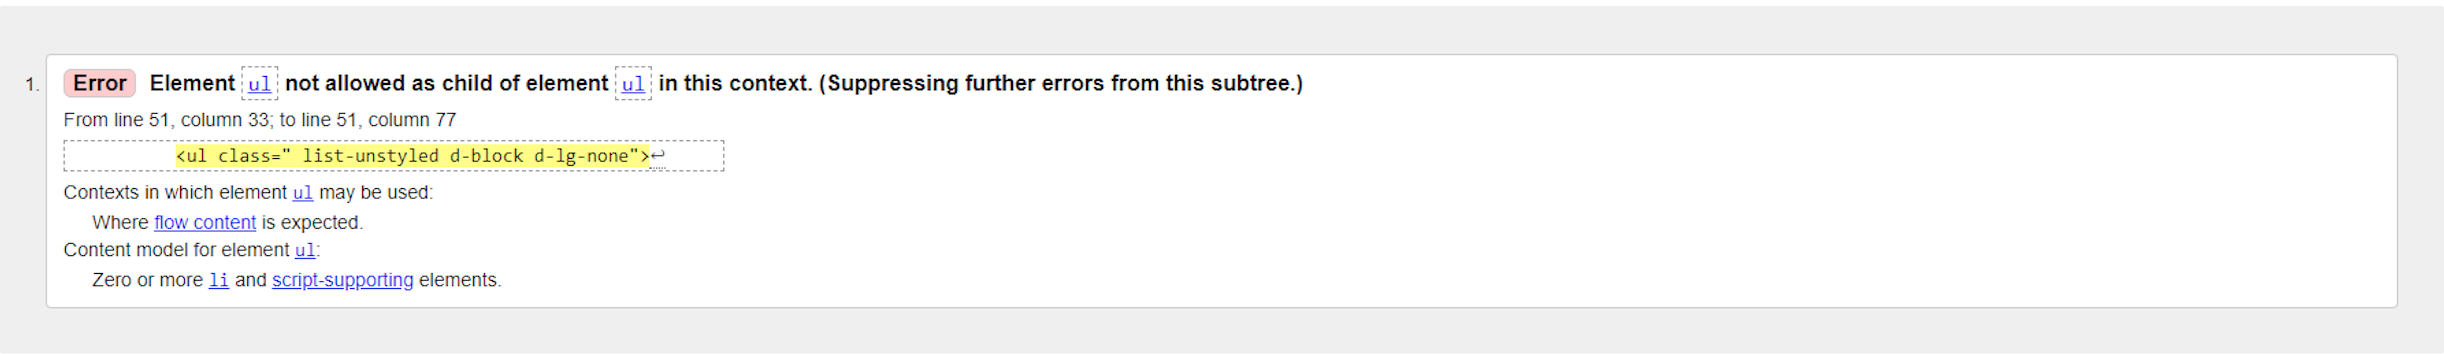 1. Error Element ul not allowed as child of element ul in this context. (Suppressing further errors from this subtree.)
From line 51, column 33; to line 51, column 77
<ul class=" list-unstyled d-block d-lg-none">↩
Contexts in which element ul may be used:
Where flow content is expected.
Content model for element ul:
Zero or more li and script-supporting elements.